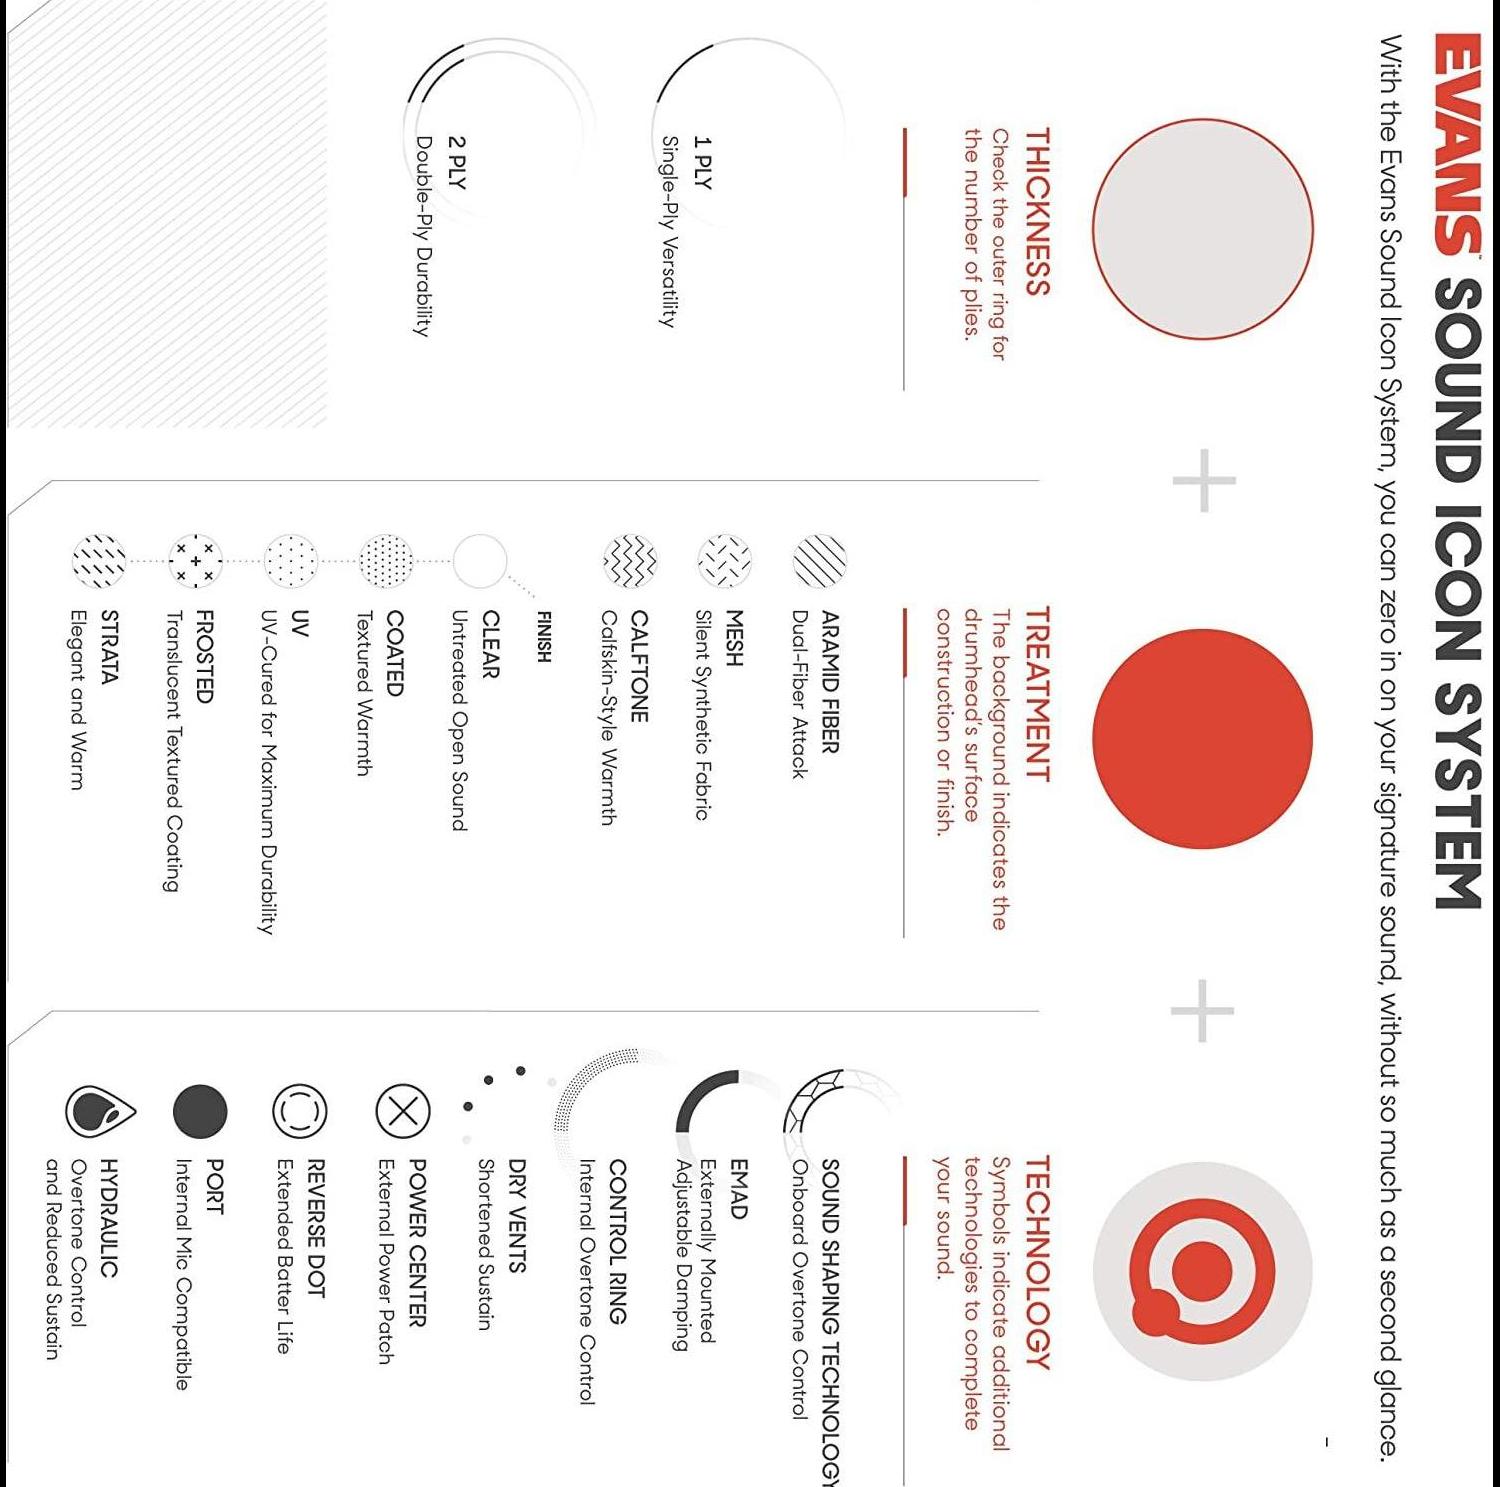 EVANS™ SOUND ICON SYSTEM
With the Evans Sound Icon System, you can zero in on your signature sound, without so much as a second glance.
THICKNESS
Check the outer ring for
the number of plies.
1 PLY
Single-Ply Versatility
2 PLY
Double-Ply Durability
TREATMENT
The background indicates the
drumhead's surface
construction or finish.
ARAMID FIBER
Dual-Fiber Attack
MESH
Silent Synthetic Fabric
CALFTONE
Calfskin-Style Warmth
FINISH
CLEAR
Untreated Open Sound
COATED
Textured Warmth
UV
UV-Cured for Maximum Durability
FROSTED
Translucent Textured Coating
STRATA
Elegant and Warm
TECHNOLOGY
Symbols indicate additional
technologies to complete
your sound.
SOUND SHAPING TECHNOLOGY
Onboard Overtone Control
EMAD
Externally Mounted
Adjustable Damping
CONTROL RING
Internal Overtone Control
DRY VENTS
Shortened Sustain
POWER CENTER
External Power Patch
REVERSE DOT
Extended Batter Life
PORT
Internal Mic Compatible
HYDRAULIC
Overtone Control
and Reduced Sustain